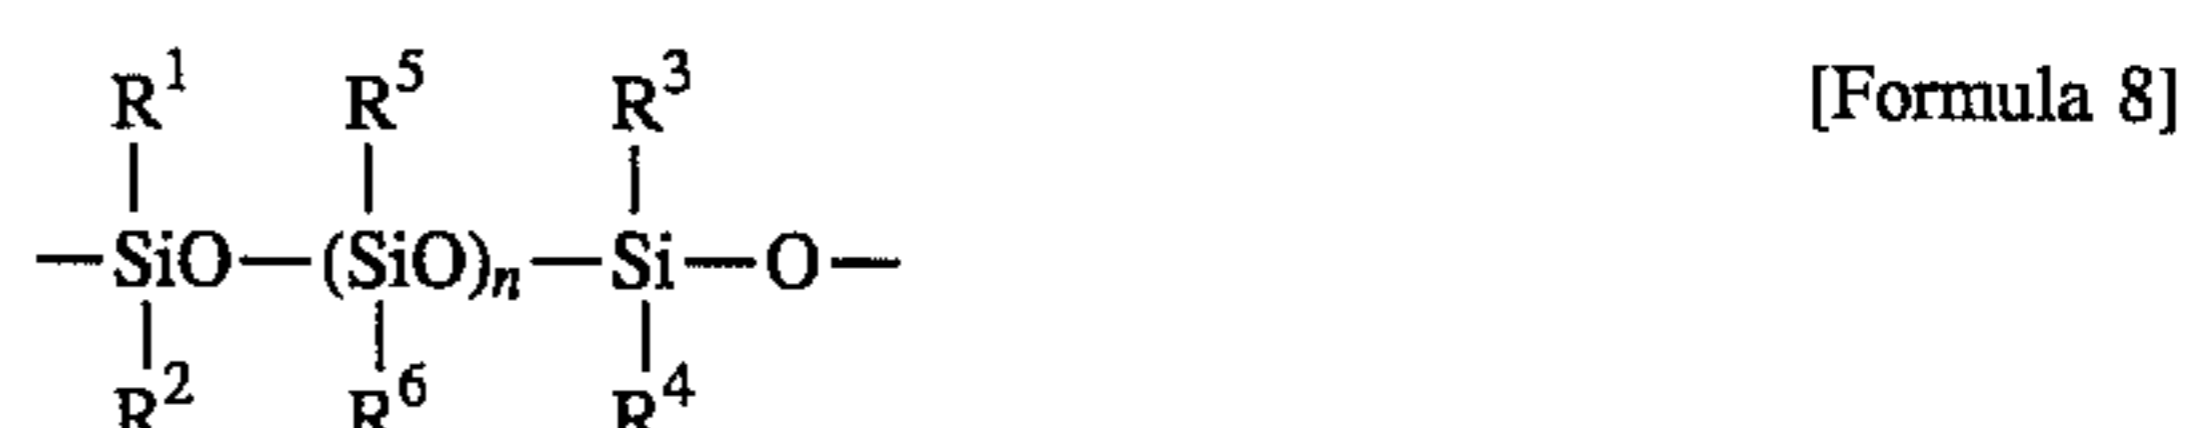 R¹ R⁵ R³ [Formula 8]
—SiO—(SiO)ₙ—Si—O—
R² R⁶ R⁴